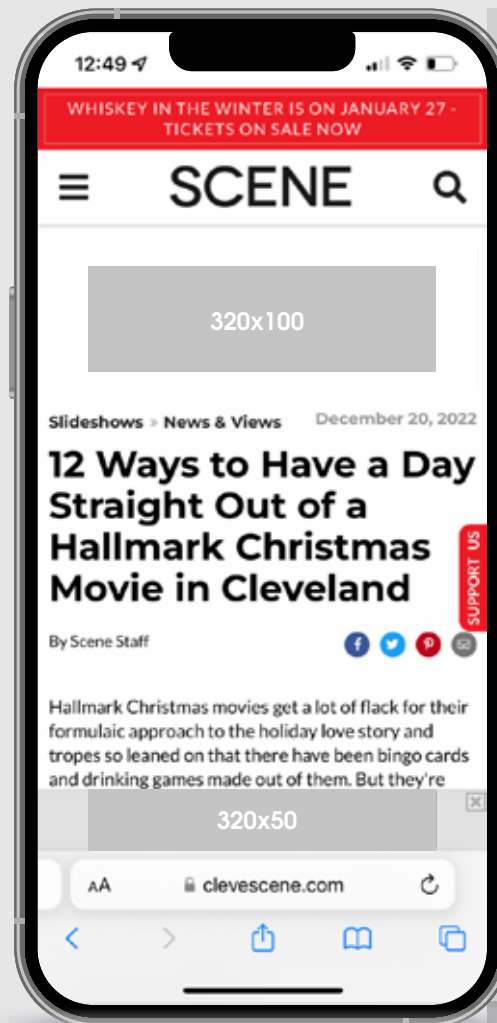 12:49
WHISKEY IN THE WINTER IS ON JANUARY 27 -
TICKETS ON SALE NOW
SCENE
320x100
Slideshows » News & Views December 20, 2022
12 Ways to Have a Day
Straight Out of a
Hallmark Christmas
Movie in Cleveland
SUPPORT US
By Scene Staff
Hallmark Christmas movies get a lot of flack for their
formulaic approach to the holiday love story and
tropes so leaned on that there have been bingo cards
and drinking games made out of them. But they're
320x50
AA clevescene.com